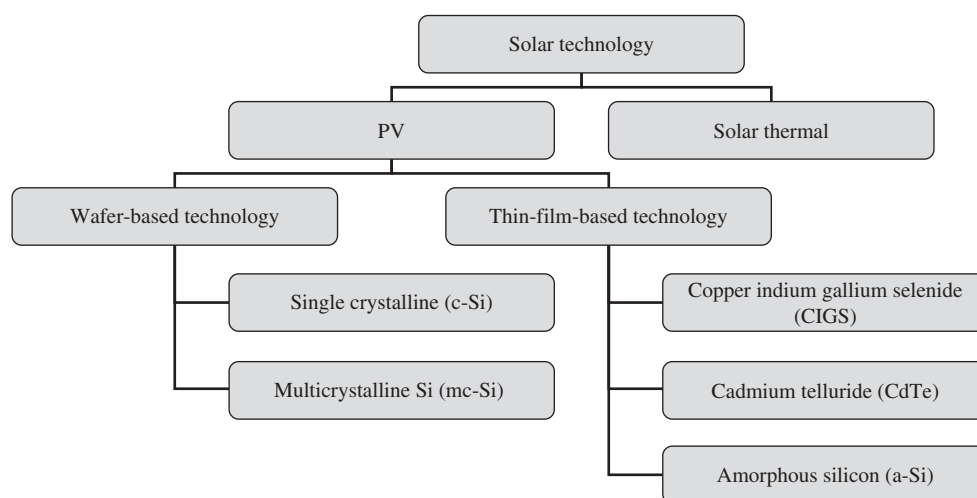 Solar technology
PV
Solar thermal
Wafer-based technology
Thin-film-based technology
Single crystalline (c-Si)
Copper indium gallium selenide
(CIGS)
Multicrystalline Si (mc-Si)
Cadmium telluride (CdTe)
Amorphous silicon (a-Si)